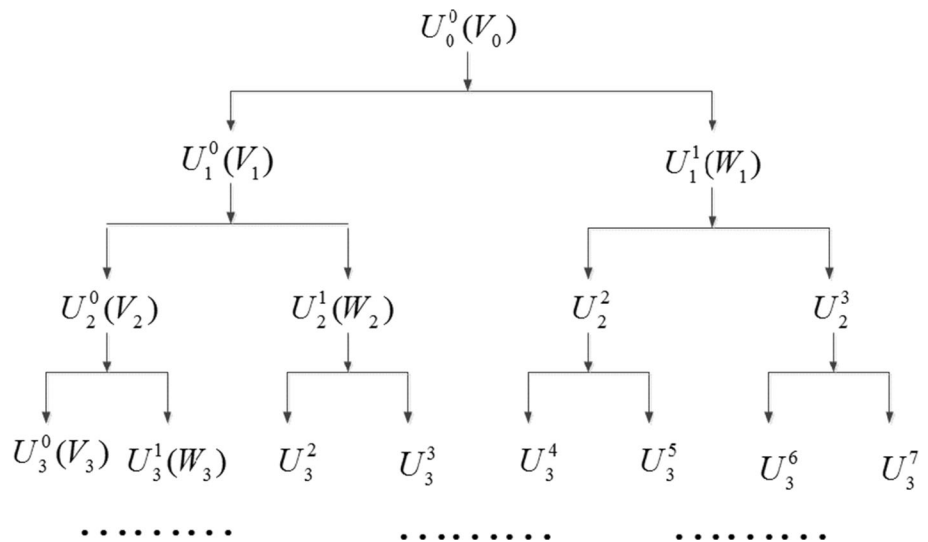 U_0^0(V_0)
U_1^0(V_1) U_1^1(W_1)
U_2^0(V_2) U_2^1(W_2) U_2^2 U_2^3
U_3^0(V_3) U_3^1(W_3) U_3^2 U_3^3 U_3^4 U_3^5 U_3^6 U_3^7
......... ......... .........